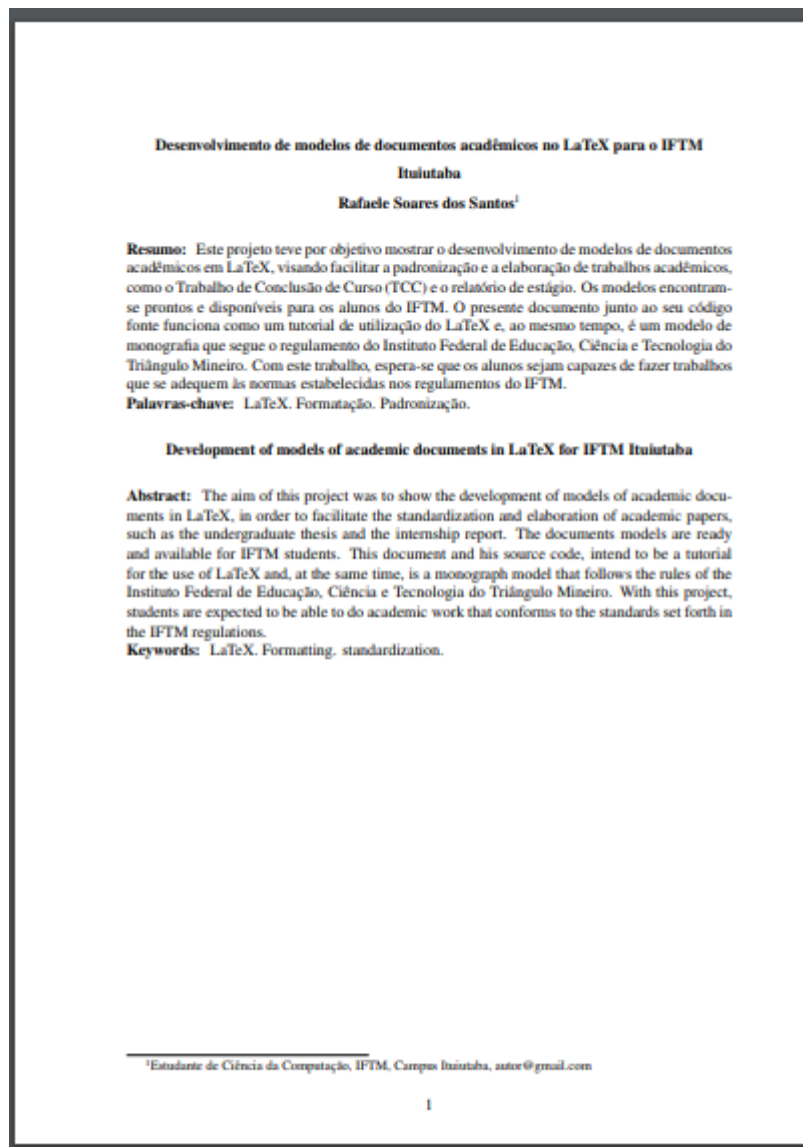 Desenvolvimento de modelos de documentos acadêmicos no LaTeX para o IFTM
Ituiutaba
Rafaele Soares dos Santos¹
Resumo: Este projeto teve por objetivo mostrar o desenvolvimento de modelos de documentos
acadêmicos em LaTeX, visando facilitar a padronização e a elaboração de trabalhos acadêmicos,
como o Trabalho de Conclusão de Curso (TCC) e o relatório de estágio. Os modelos encontram-
se prontos e disponíveis para os alunos do IFTM. O presente documento junto ao seu código
fonte funciona como um tutorial de utilização do LaTeX e, ao mesmo tempo, é um modelo de
monografia que segue o regulamento do Instituto Federal de Educação, Ciência e Tecnologia do
Triângulo Mineiro. Com este trabalho, espera-se que os alunos sejam capazes de fazer trabalhos
que se adequem às normas estabelecidas nos regulamentos do IFTM.
Palavras-chave: LaTeX. Formatação. Padronização.
Development of models of academic documents in LaTeX for IFTM Ituiutaba
Abstract: The aim of this project was to show the development of models of academic docu-
ments in LaTeX, in order to facilitate the standardization and elaboration of academic papers,
such as the undergraduate thesis and the internship report. The documents models are ready
and available for IFTM students. This document and his source code, intend to be a tutorial
for the use of LaTeX and, at the same time, is a monograph model that follows the rules of the
Instituto Federal de Educação, Ciência e Tecnologia do Triângulo Mineiro. With this project,
students are expected to be able to do academic work that conforms to the standards set forth in
the IFTM regulations.
Keywords: LaTeX. Formatting. standardization.
¹Estudante de Ciência da Computação, IFTM, Campus Ituiutaba, autor@gmail.com
1